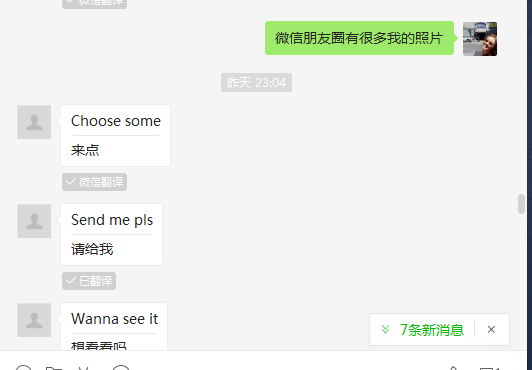 微信翻译
微信朋友圈有很多我的照片
昨天 23:04
Choose some
来点
微信翻译
Send me pls
请给我
已翻译
Wanna see it
想看看吗
7条新消息